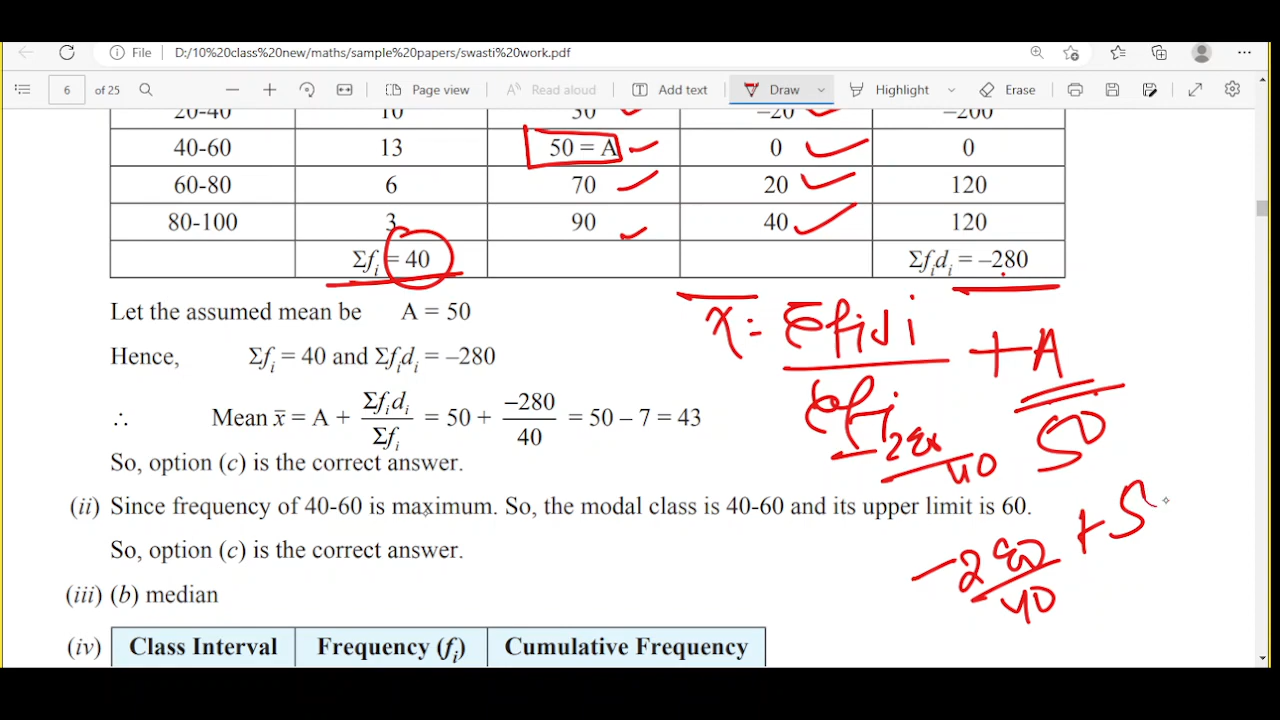 File D:/10%20class%20new/maths/sample%20papers/swasti%20work.pdf
6 of 25 Page view Read aloud Add text Draw Highlight Erase
20-40 10 30 –20 –200
40-60 13 50 = A 0 0
60-80 6 70 20 120
80-100 3 90 40 120
Σfᵢ = 40 Σfᵢdᵢ = –280
Let the assumed mean be A = 50
Hence, Σfᵢ = 40 and Σfᵢdᵢ = –280
∴ Mean x̄ = A + Σfᵢdᵢ/Σfᵢ = 50 + –280/40 = 50 – 7 = 43
So, option (c) is the correct answer.
(ii) Since frequency of 40-60 is maximum. So, the modal class is 40-60 and its upper limit is 60.
So, option (c) is the correct answer.
(iii) (b) median
(iv) Class Interval Frequency (fᵢ) Cumulative Frequency
x̄ = Σfidi/Σfi + A
280/40 50
–280/40 + 5